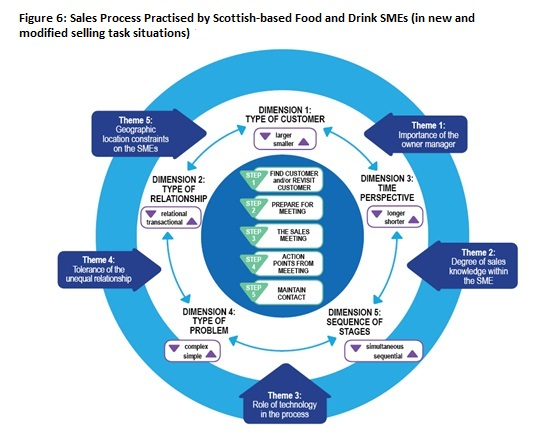 Figure 6: Sales Process Practised by Scottish-based Food and Drink SMEs (in new and
modified selling task situations)
DIMENSION 1:
TYPE OF CUSTOMER
larger
smaller
Theme 5:
Geographic
location constraints
on the SMEs
Theme 1:
Importance of the
owner manager
DIMENSION 2:
TYPE OF
RELATIONSHIP
relational
transactional
STEP
1
FIND CUSTOMER
and/or REVISIT
CUSTOMER
STEP
2
PREPARE FOR
MEETING
STEP
3
THE SALES
MEETING
STEP
4
ACTION
POINTS FROM
MEEETING
STEP
5
MAINTAIN
CONTACT
DIMENSION 3:
TIME
PERSPECTIVE
longer
shorter
Theme 4:
Tolerance of the
unequal relationship
Theme 2:
Degree of sales
knowledge within
the SME
DIMENSION 4:
TYPE OF
PROBLEM
complex
simple
DIMENSION 5:
SEQUENCE OF
STAGES
simultaneous
sequential
Theme 3:
Role of technology
in the process